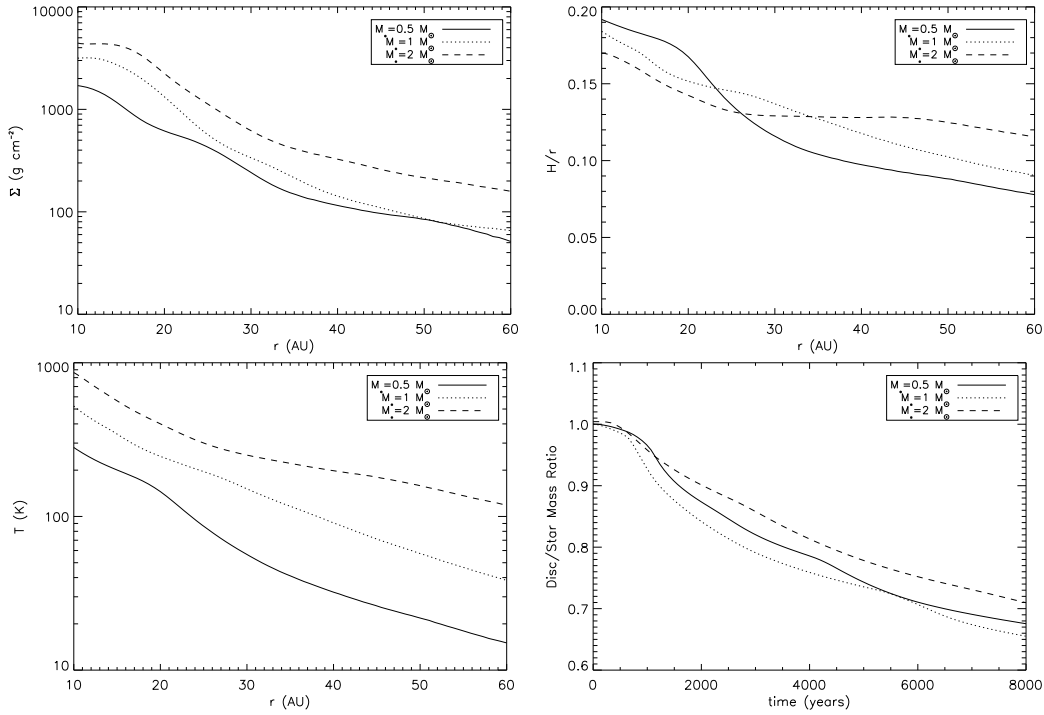 10000
1000
100
10
Σ (g cm⁻²)
10 20 30 40 50 60
r (AU)
M*=0.5 M☉
M*=1 M☉
M*=2 M☉
0.20
0.15
0.10
0.05
0.00
H/r
10 20 30 40 50 60
r (AU)
M*=0.5 M☉
M*=1 M☉
M*=2 M☉
1000
100
10
T (K)
10 20 30 40 50 60
r (AU)
M*=0.5 M☉
M*=1 M☉
M*=2 M☉
1.1
1.0
0.9
0.8
0.7
0.6
Disc/Star Mass Ratio
0 2000 4000 6000 8000
time (years)
M*=0.5 M☉
M*=1 M☉
M*=2 M☉